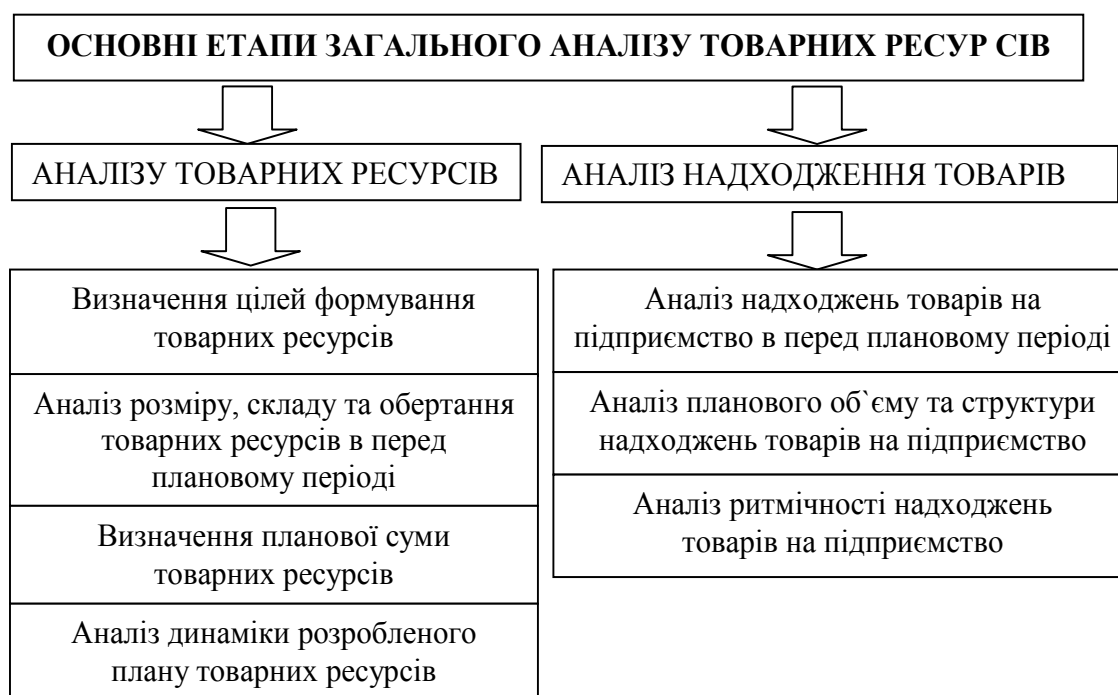 ОСНОВНІ ЕТАПИ ЗАГАЛЬНОГО АНАЛІЗУ ТОВАРНИХ РЕСУР СІВ
АНАЛІЗУ ТОВАРНИХ РЕСУРСІВ
АНАЛІЗ НАДХОДЖЕННЯ ТОВАРІВ
Визначення цілей формування
товарних ресурсів
Аналіз розміру, складу та обертання
товарних ресурсів в перед
плановому періоді
Визначення планової суми
товарних ресурсів
Аналіз динаміки розробленого
плану товарних ресурсів
Аналіз надходжень товарів на
підприємство в перед плановому періоді
Аналіз планового об`єму та структури
надходжень товарів на підприємство
Аналіз ритмічності надходжень
товарів на підприємство